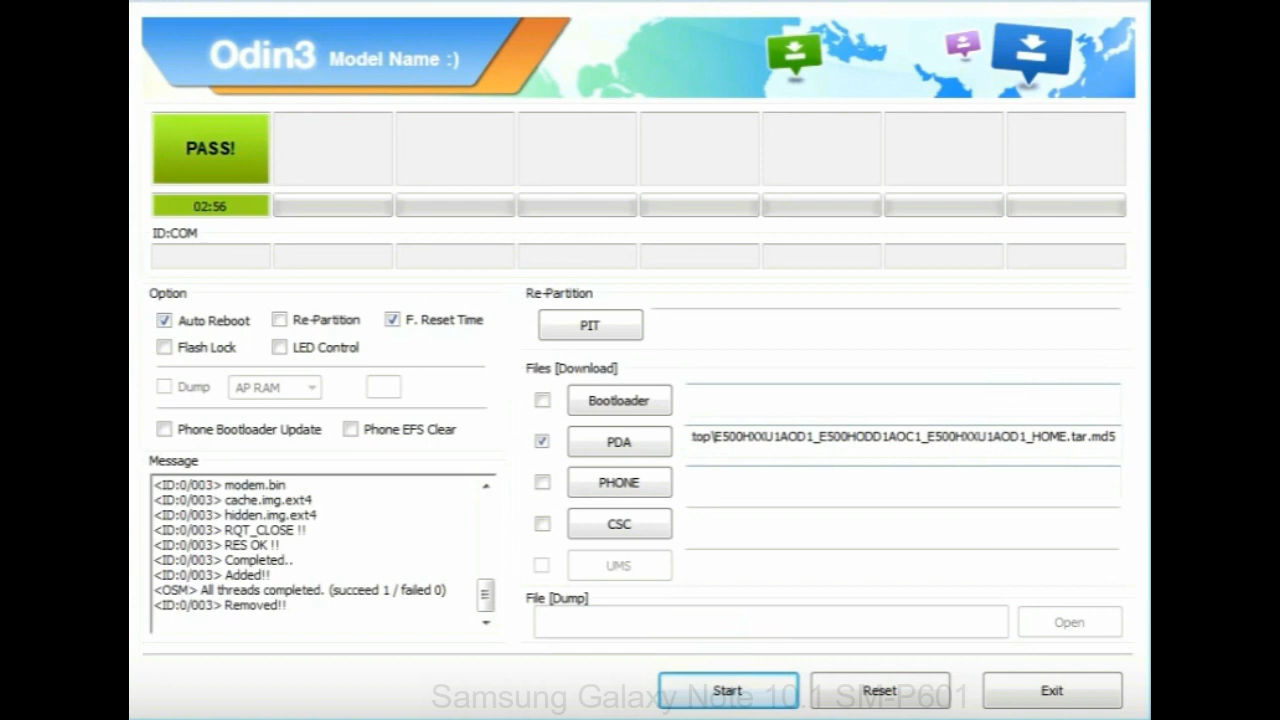 Odin3 Model Name :)
PASS!
02:56
ID:COM
Option
Auto Reboot Re-Partition F. Reset Time
Flash Lock LED Control
Dump AP RAM
Phone Bootloader Update Phone EFS Clear
Message
<ID:0/003> modem.bin
<ID:0/003> cache.img.ext4
<ID:0/003> hidden.img.ext4
<ID:0/003> RQT_CLOSE !!
<ID:0/003> RES OK !!
<ID:0/003> Completed..
<ID:0/003> Added!!
<OSM> All threads completed. (succeed 1 / failed 0)
<ID:0/003> Removed!!
Re-Partition
PIT
Files [Download]
Bootloader
PDA top\E500HXXU1AOD1_E500HODD1AOC1_E500HXXU1AOD1_HOME.tar.md5
PHONE
CSC
UMS
File [Dump]
Open
Start Reset Exit
Samsung Galaxy Note 10.1 SM-P601